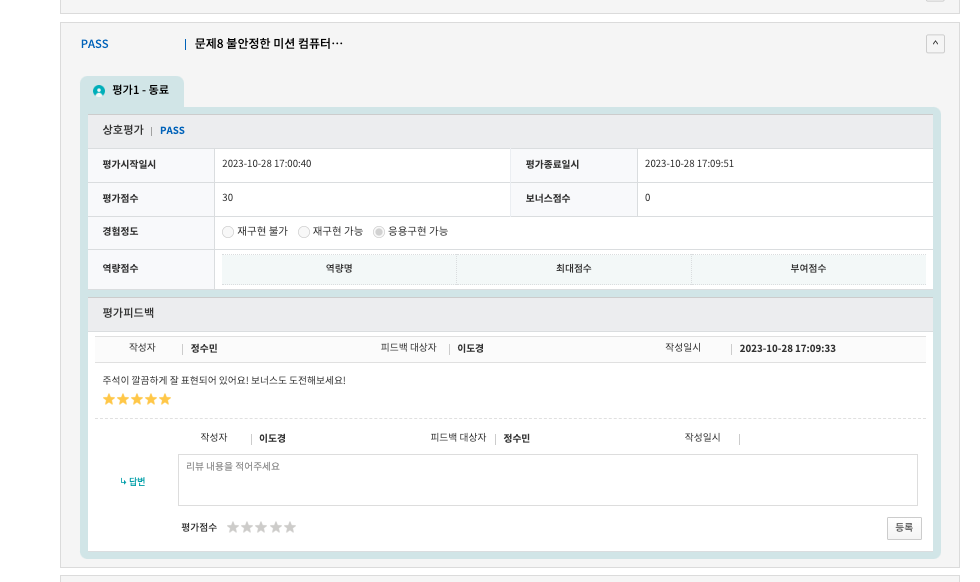 PASS | 문제8 불안정한 미션 컴퓨터…
평가1 - 동료
상호평가 | PASS
평가시작일시 2023-10-28 17:00:40 평가종료일시 2023-10-28 17:09:51
평가점수 30 보너스점수 0
경험정도 재구현 불가 재구현 가능 응용구현 가능
역량점수 역량명 최대점수 부여점수
평가피드백
작성자 | 정수민 피드백 대상자 | 이도경 작성일시 | 2023-10-28 17:09:33
주석이 깔끔하게 잘 표현되어 있어요! 보너스도 도전해보세요!
작성자 | 이도경 피드백 대상자 | 정수민 작성일시 |
↳ 답변 리뷰 내용을 적어주세요
평가점수 등록